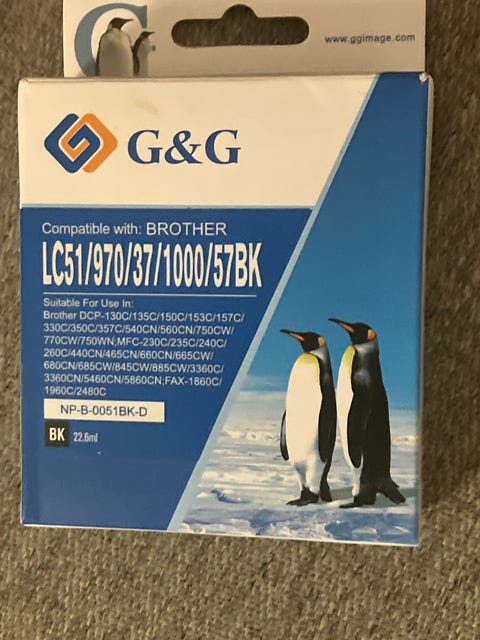 www.ggimage.com
G&G
Compatible with: BROTHER
LC51/970/37/1000/57BK
Suitable For Use In:
Brother DCP-130C/135C/150C/153C/157C/
330C/350C/357C/540CN/560CN/750CW/
770CW/750WN;MFC-230C/235C/240C/
260C/440CN/465CN/660CN/665CW/
680CN/685CW/845CW/885CW/3360C/
3360CN/5460CN/5860CN;FAX-1860C/
1960C/2480C
NP-B-0051BK-D
BK 22.6ml